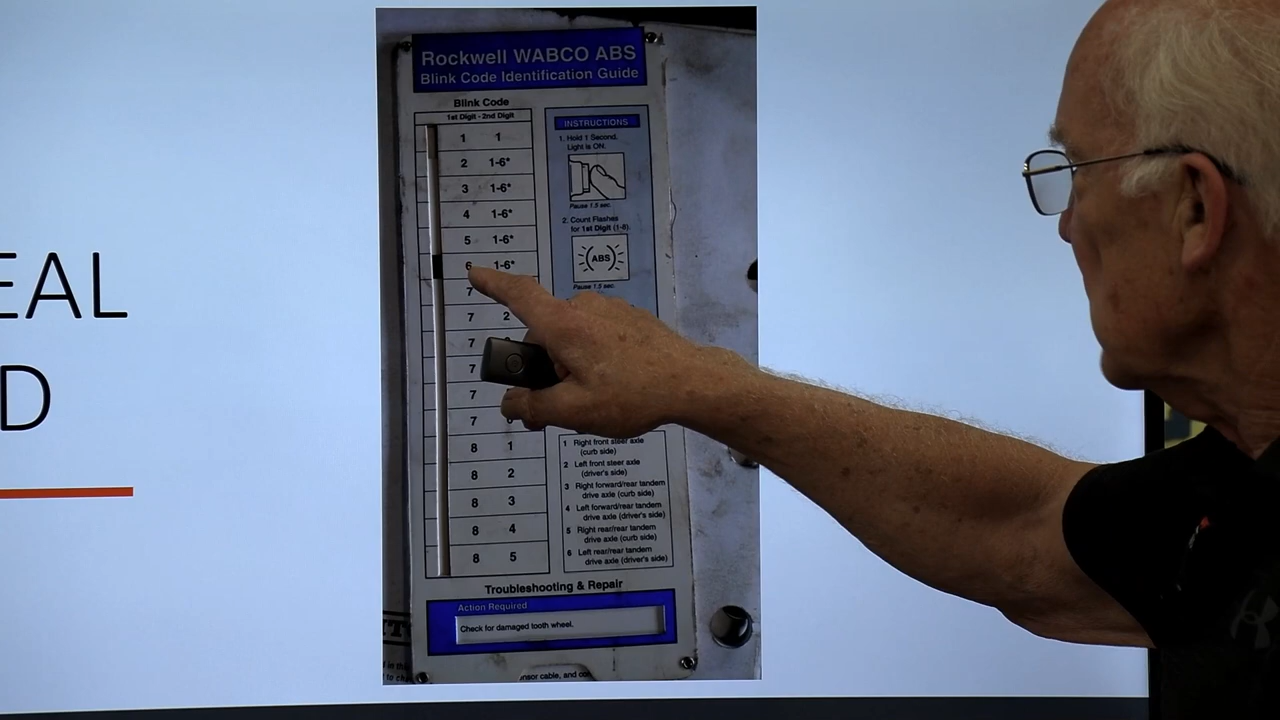 EAL
D
Rockwell WABCO ABS
Blink Code Identification Guide
Blink Code
1st Digit - 2nd Digit
1 1
2 1-6*
3 1-6*
4 1-6*
5 1-6*
6 1-6*
7
7 2
7
7
7
7
8 1
8 2
8 3
8 4
8 5
INSTRUCTIONS
1. Hold 1 Second,
Light is ON.
Pause 1.5 sec.
2. Count Flashes
for 1st Digit (1-8).
ABS
Pause 1.5 sec.
1 Right front steer axle
(curb side)
2 Left front steer axle
(driver's side)
3 Right forward/rear tandem
drive axle (curb side)
4 Left forward/rear tandem
drive axle (driver's side)
5 Right rear/rear tandem
drive axle (curb side)
6 Left rear/rear tandem
drive axle (driver's side)
Troubleshooting & Repair
Action Required
Check for damaged tooth wheel.
nsor cable, and co